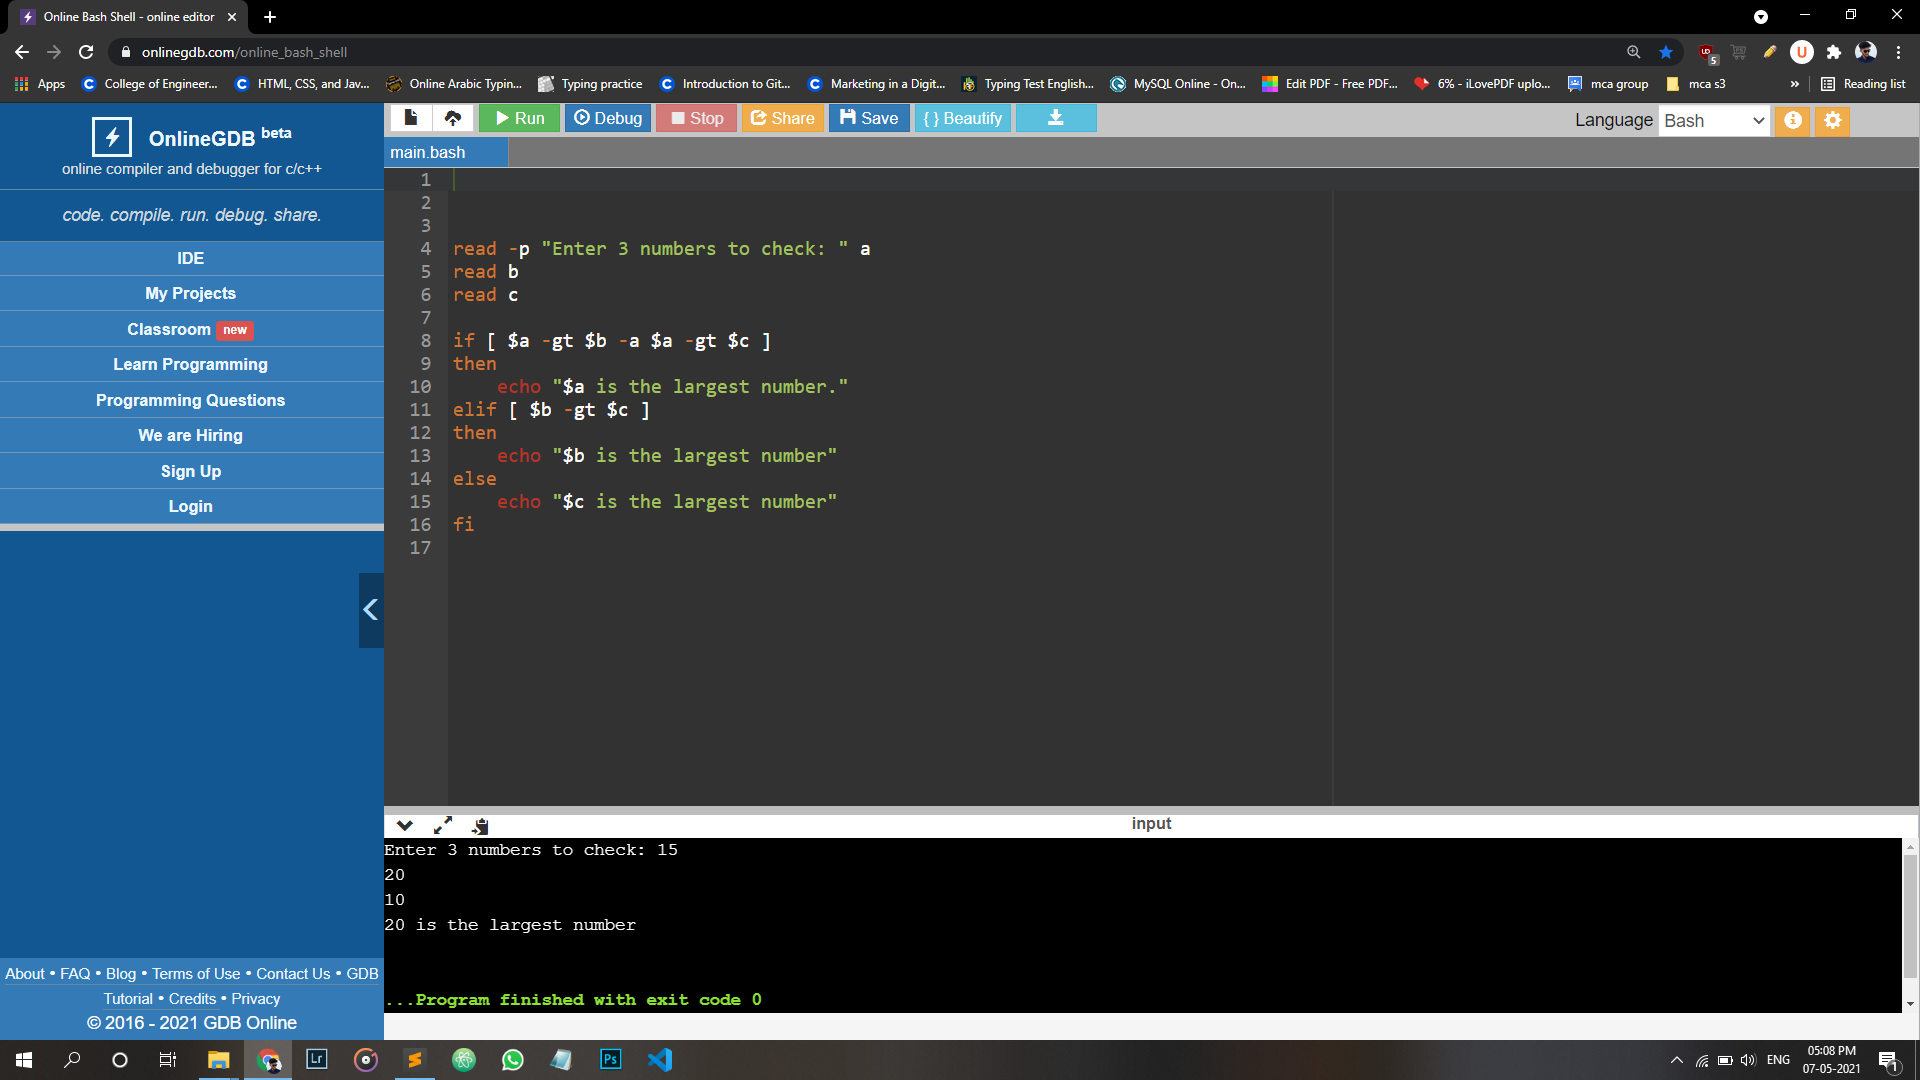 Online Bash Shell - online editor
onlinegdb.com/online_bash_shell
UD 5 U
Apps College of Engineer... HTML, CSS, and Jav... Online Arabic Typin... Typing practice Introduction to Git... Marketing in a Digit... Typing Test English... MySQL Online - On... Edit PDF - Free PDF... 6% - iLovePDF uplo... mca group mca s3 » Reading list
OnlineGDB beta
online compiler and debugger for c/c++
code. compile. run. debug. share.
IDE
My Projects
Classroom new
Learn Programming
Programming Questions
We are Hiring
Sign Up
Login
About • FAQ • Blog • Terms of Use • Contact Us • GDB
Tutorial • Credits • Privacy
© 2016 - 2021 GDB Online
Run Debug Stop Share Save {} Beautify Language Bash
main.bash
1
2
3
4 read -p "Enter 3 numbers to check: " a
5 read b
6 read c
7
8 if [ $a -gt $b -a $a -gt $c ]
9 then
10 echo "$a is the largest number."
11 elif [ $b -gt $c ]
12 then
13 echo "$b is the largest number"
14 else
15 echo "$c is the largest number"
16 fi
17
input
Enter 3 numbers to check: 15
20
10
20 is the largest number
...Program finished with exit code 0
Lr Ps ENG 05:08 PM
07-05-2021
1